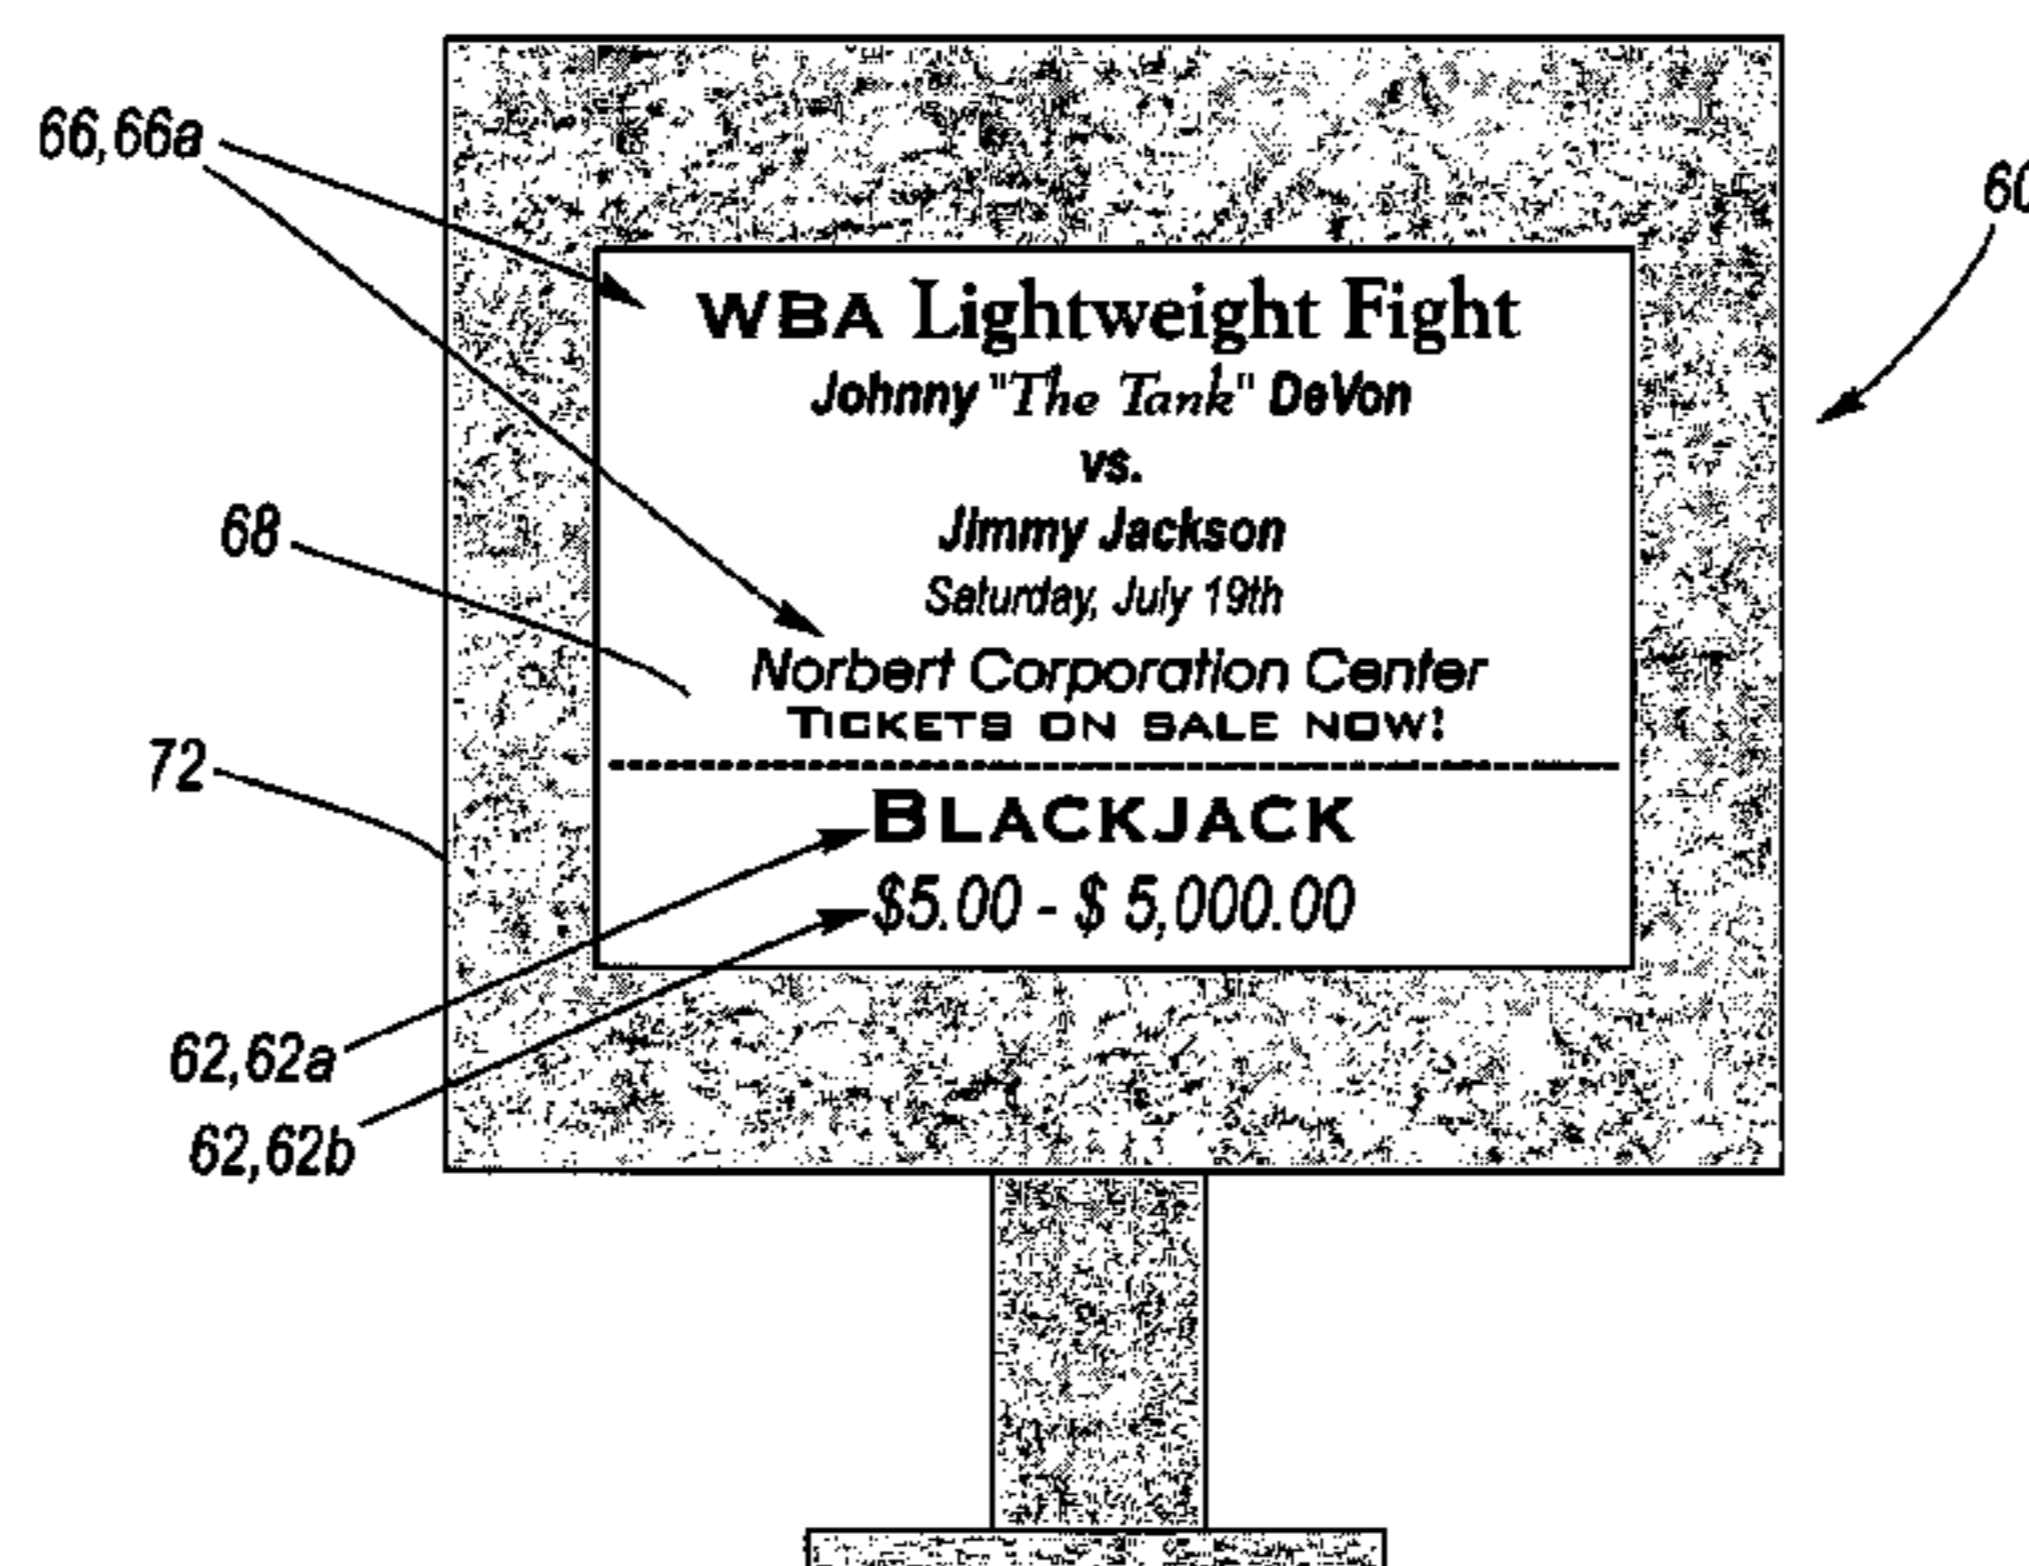 66,66a
60
WBA Lightweight Fight
Johnny "The Tank" DeVon
vs.
Jimmy Jackson
Saturday, July 19th
Norbert Corporation Center
TICKETS ON SALE NOW!
68
72
BLACKJACK
$5.00 - $ 5,000.00
62,62a
62,62b